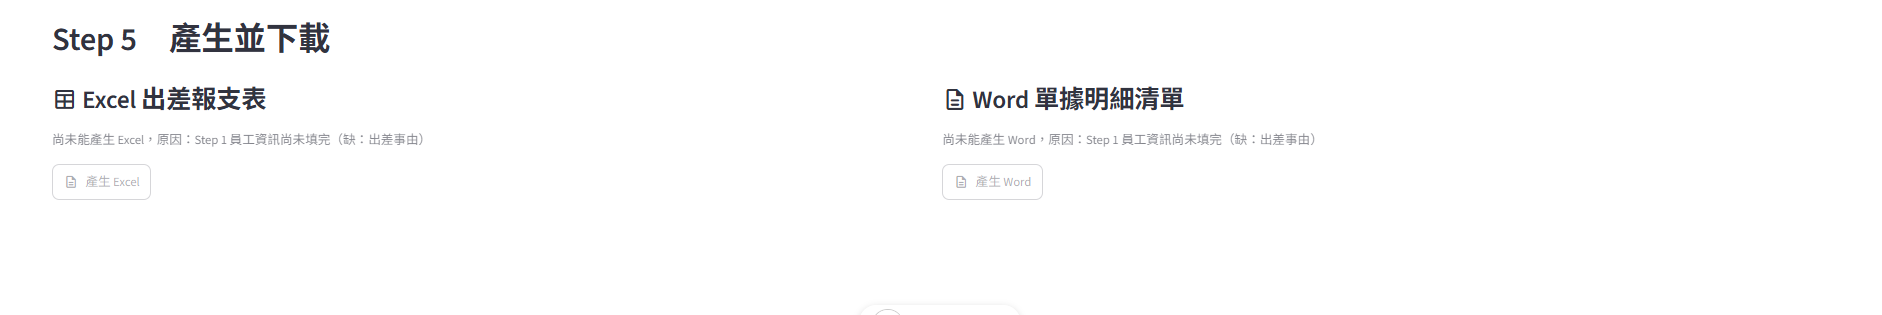 Step 5 產生並下載
Excel 出差報支表
尚未能產生 Excel，原因：Step 1 員工資訊尚未填完（缺：出差事由）
產生 Excel
Word 單據明細清單
尚未能產生 Word，原因：Step 1 員工資訊尚未填完（缺：出差事由）
產生 Word